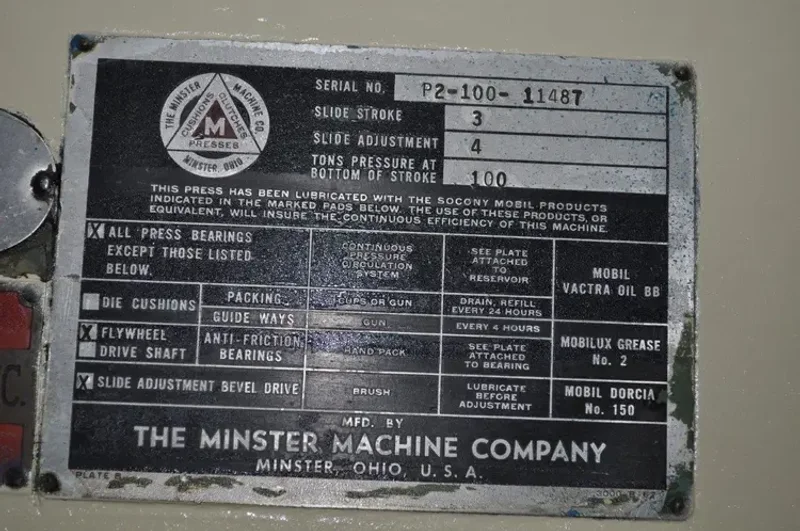 THE MINSTER MACHINE CO.
CUSHIONS CLUTCHES
M
PRESSES
MINSTER, OHIO
SERIAL NO. P2-100-11487
SLIDE STROKE 3
SLIDE ADJUSTMENT 4
TONS PRESSURE AT
BOTTOM OF STROKE 100
THIS PRESS HAS BEEN LUBRICATED WITH THE SOCONY MOBIL PRODUCTS
INDICATED IN THE MARKED PADS BELOW. THE USE OF THESE PRODUCTS, OR
EQUIVALENT, WILL INSURE THE CONTINUOUS EFFICIENCY OF THIS MACHINE.
X ALL PRESS BEARINGS
EXCEPT THOSE LISTED
BELOW.
CONTINUOUS
PRESSURE
CIRCULATION
SYSTEM
SEE PLATE
ATTACHED
TO
RESERVOIR
MOBIL
VACTRA OIL BB
DIE CUSHIONS
PACKING
CUPS OR GUN
DRAIN, REFILL
EVERY 24 HOURS
GUIDE WAYS
GUN
EVERY 4 HOURS
X FLYWHEEL
DRIVE SHAFT
ANTI-FRICTION
BEARINGS
HAND PACK
SEE PLATE
ATTACHED
TO BEARING
MOBILUX GREASE
No. 2
X SLIDE ADJUSTMENT BEVEL DRIVE
BRUSH
LUBRICATE
BEFORE
ADJUSTMENT
MOBIL DORCIA
No. 150
MFD. BY
THE MINSTER MACHINE COMPANY
MINSTER, OHIO, U.S.A.
PLATE
C.